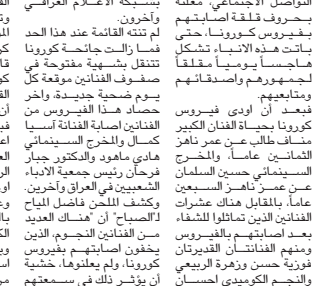 التواصل الاجتماعي، معلنة
بحروف قلقة اصابتهم
بفيروس كورونا، حتى
باتت هذه الانباء تشكل
هاجساً يومياً مقلقاً
لجمهورهم واصدقائهم
ومتابعيهم.
فبعد أن أودى فيروس
كورونا بحياة الفنان الكبير
مناف طالب عن عمر ناهز
الثمانين عاماً، والمخرج
السينمائي حسين السلمان
عن عمر ناهز السبعين
عاماً، بالمقابل هناك عشرات
الفنانين الذين تماثلوا للشفاء
بعد اصابتهم بالفيروس
ومنهم الفنانتان القديرتان
فوزية حسن وزهرة الربيعي
والنجم الكوميدي احسان
بشبكة الاعلام العراقي
وآخرون.
لم تنته القائمة عند هذا الحد
فما زالت جائحة كورونا
تتنقل بشهية مفتوحة في
صفوف الفنانين موقعة كل
يوم ضحية جديدة، واخر
حصاد هذا الفيروس من
الفنانين اصابة الفنانة آسيا
كمال والمخرج السينمائي
هادي ماهود والدكتور جبار
فرحان رئيس جمعية الادباء
الشعبيين في العراق وآخرين.
وكشف الملحن فاضل المياح
لـ"الصباح" أن "هناك العديد
من الفنانين النجوم، الذين
يخفون اصابتهم بفيروس
كورونا، ولم يعلنوها، خشية
أن يؤثر ذلك في سمعتهم